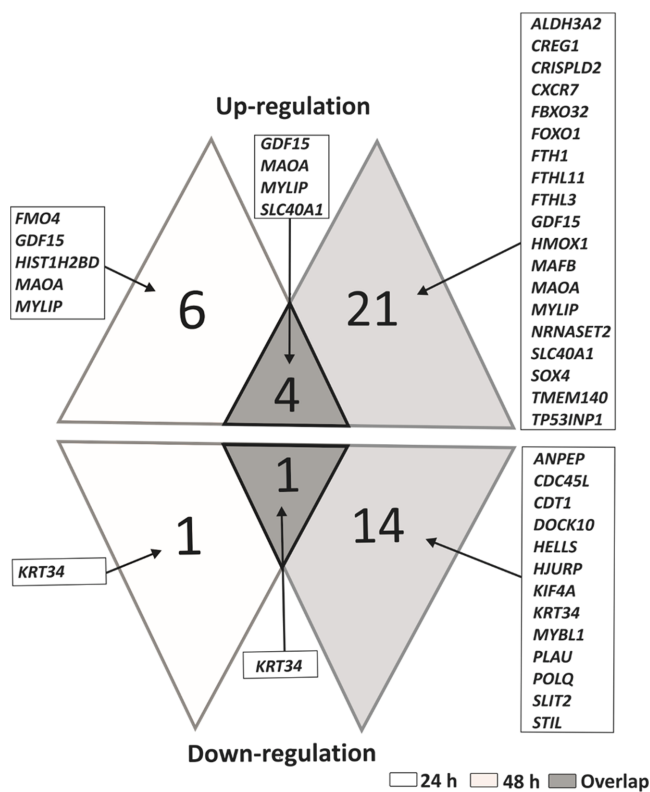 Up-regulation
FMO4
GDF15
HIST1H2BD
MAOA
MYLIP
6
GDF15
MAOA
MYLIP
SLC40A1
4
21
ALDH3A2
CREG1
CRISPLD2
CXCR7
FBXO32
FOXO1
FTH1
FTHL11
FTHL3
GDF15
HMOX1
MAFB
MAOA
MYLIP
NRNASET2
SLC40A1
SOX4
TMEM140
TP53INP1
1
KRT34
1
KRT34
14
ANPEP
CDC45L
CDT1
DOCK10
HELLS
HJURP
KIF4A
KRT34
MYBL1
PLAU
POLQ
SLIT2
STIL
Down-regulation
24 h 48 h Overlap